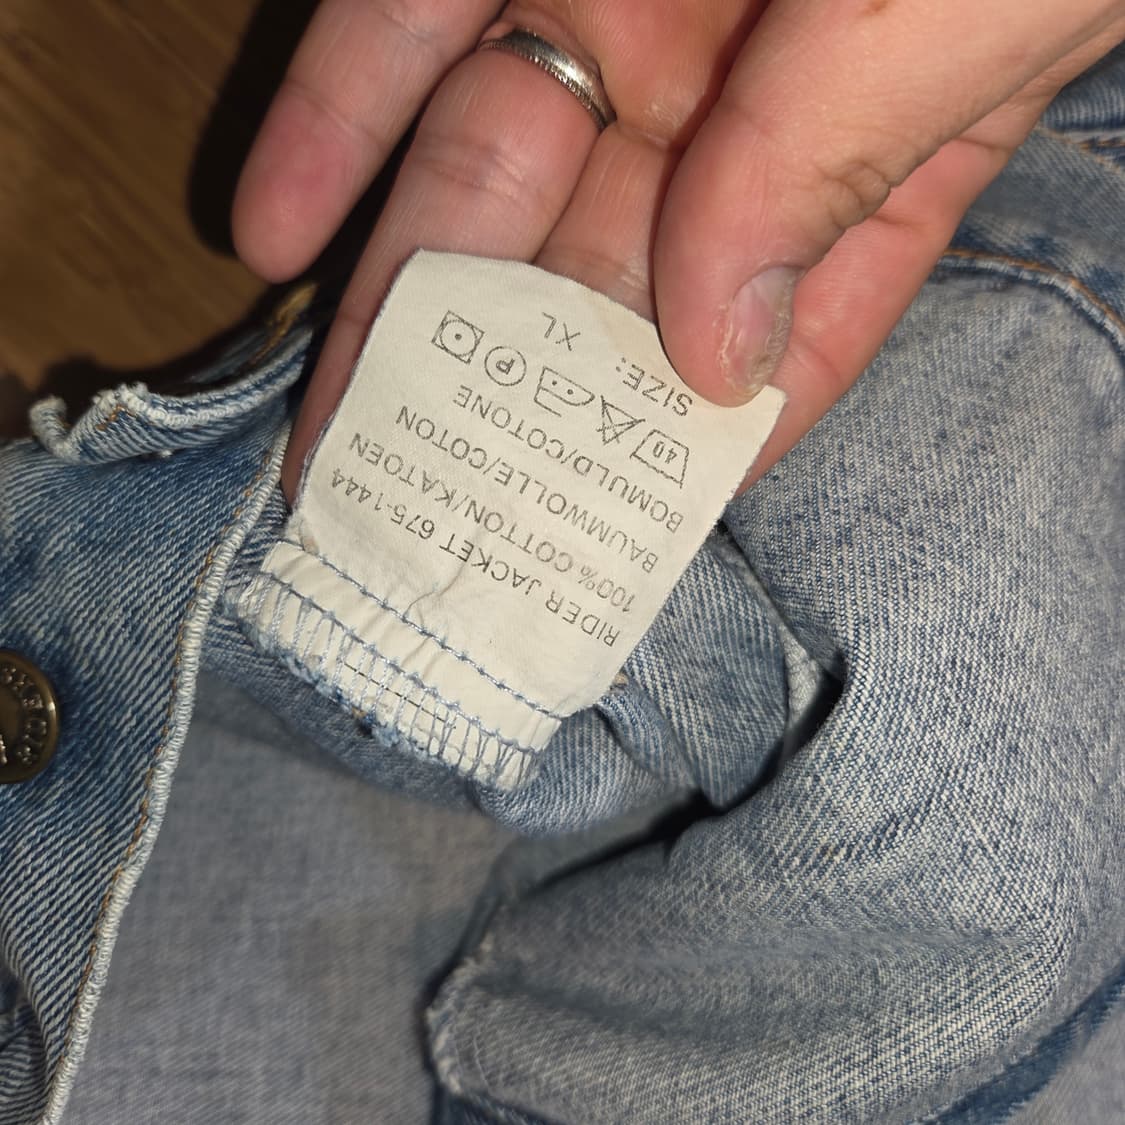 RIDER JACKET 675-1444
100% COTTON/KATOEN
BAUMWOLLE/COTON
BOMULD/COTONE
40 P
SIZE: XL